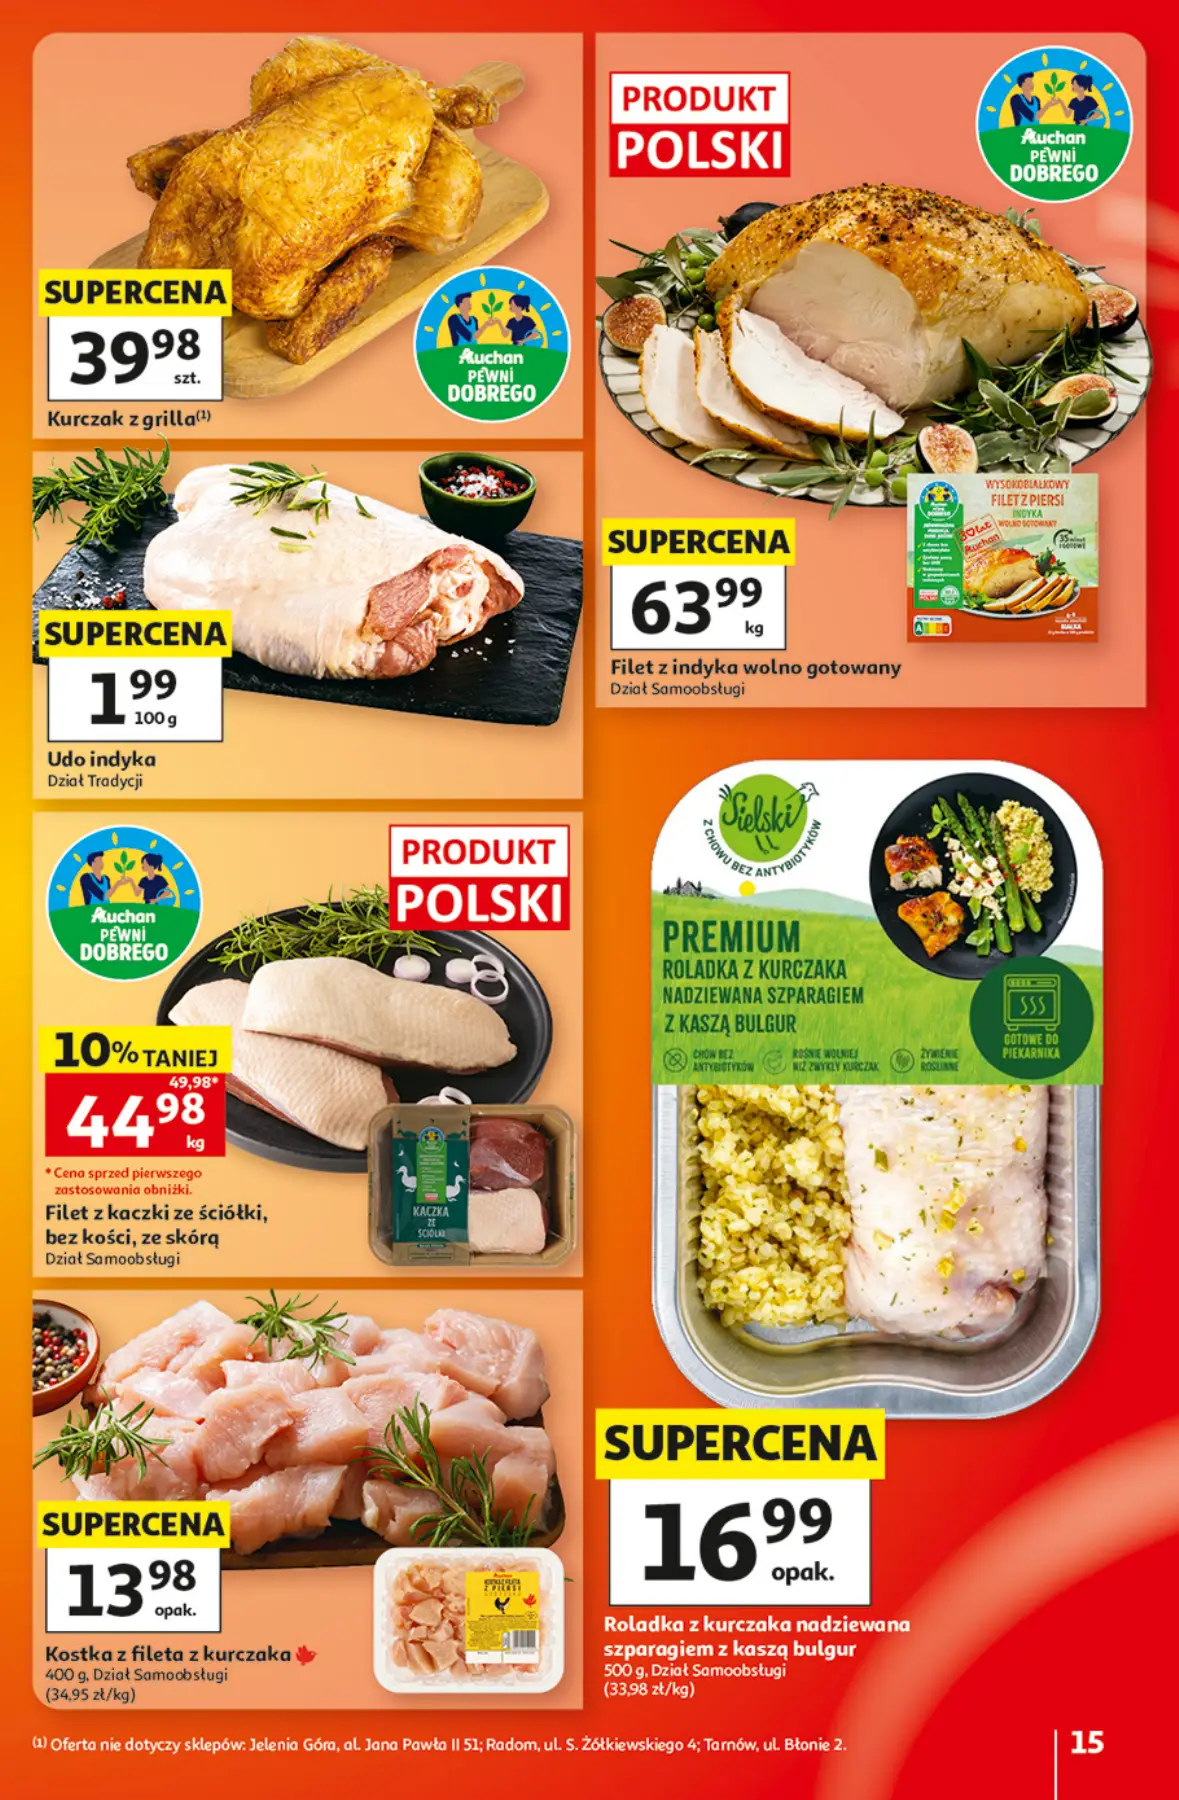 SUPERCENA
39 98
szt.
Kurczak z grilla(1)
Auchan
PEWNI
DOBREGO
PRODUKT
POLSKI
Auchan
PEWNI
DOBREGO
WYSOKOBIAŁKOWY
FILET Z PIERSI
INDYKA
WOLNO GOTOWANY
SUPERCENA
63 99
kg
Filet z indyka wolno gotowany
Dział Samoobsługi
SUPERCENA
1 99
100 g
Udo indyka
Dział Tradycji
Auchan
PEWNI
DOBREGO
PRODUKT
POLSKI
10% TANIEJ
49,98*
44 98
kg
* Cena sprzed pierwszego
zastosowania obniżki.
Filet z kaczki ze ściółki,
bez kości, ze skórą
Dział Samoobsługi
KACZKA
ZE
ŚCIÓŁKI
Sielski
Z CHOWU BEZ ANTYBIOTYKÓW
PREMIUM
ROLADKA Z KURCZAKA
NADZIEWANA SZPARAGIEM
Z KASZĄ BULGUR
CHÓW BEZ
ANTYBIOTYKÓW
ROŚNIE WOLNIEJ
NIŻ ZWYKŁY KURCZAK
ŻYWIENIE
ROŚLINNE
GOTOWE DO
PIEKARNIKA
SUPERCENA
16 99
opak.
Roladka z kurczaka nadziewana
szparagiem z kaszą bulgur
500 g, Dział Samoobsługi
(33,98 zł/kg)
SUPERCENA
13 98
opak.
Kostka z fileta z kurczaka
400 g, Dział Samoobsługi
(34,95 zł/kg)
Auchan
KOSTKA Z FILETA
Z PIERSI
KURCZAKA
(1) Oferta nie dotyczy sklepów: Jelenia Góra, al. Jana Pawła II 51; Radom, ul. S. Żółkiewskiego 4; Tarnów, ul. Błonie 2.
15